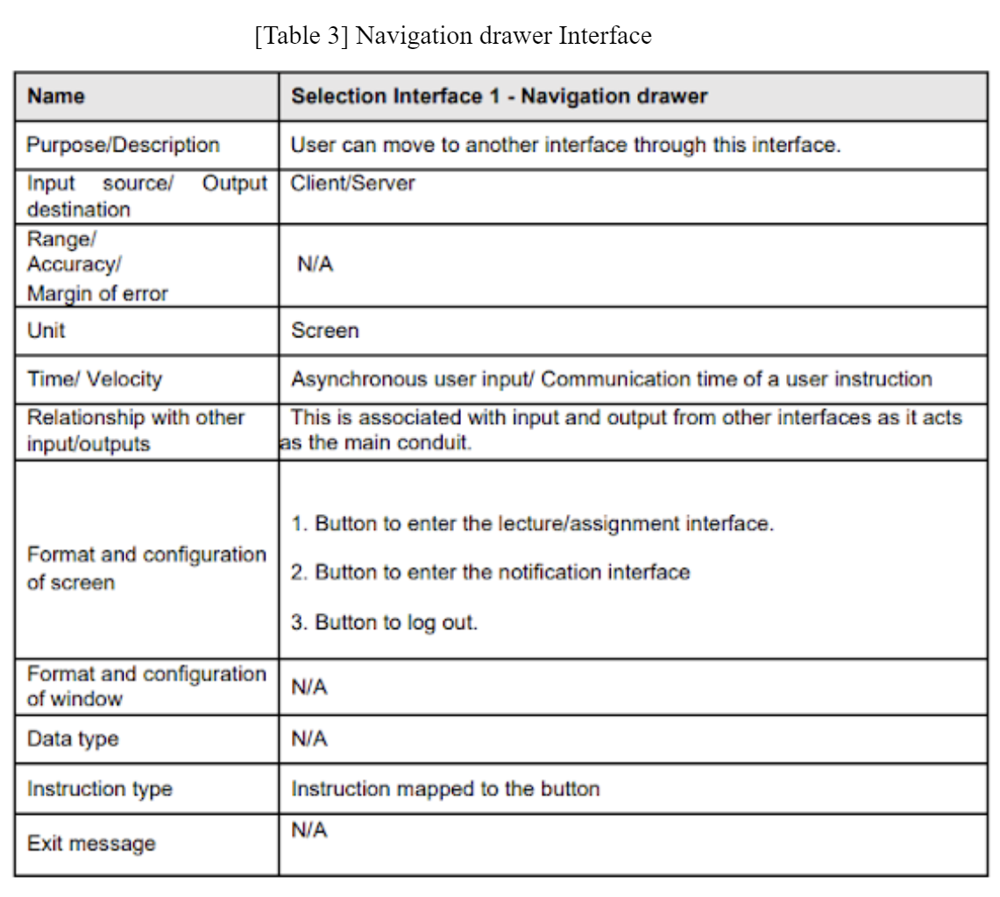 [Table 3] Navigation drawer Interface
Name
Selection Interface 1 - Navigation drawer
Purpose/Description
User can move to another interface through this interface.
Input source/ Output
destination
Client/Server
Range/
Accuracy/
Margin of error
N/A
Unit
Screen
Time/ Velocity
Asynchronous user input/ Communication time of a user instruction
Relationship with other
input/outputs
This is associated with input and output from other interfaces as it acts
as the main conduit.
Format and configuration
of screen
1. Button to enter the lecture/assignment interface.
2. Button to enter the notification interface
3. Button to log out.
Format and configuration
of window
N/A
Data type
N/A
Instruction type
Instruction mapped to the button
Exit message
N/A